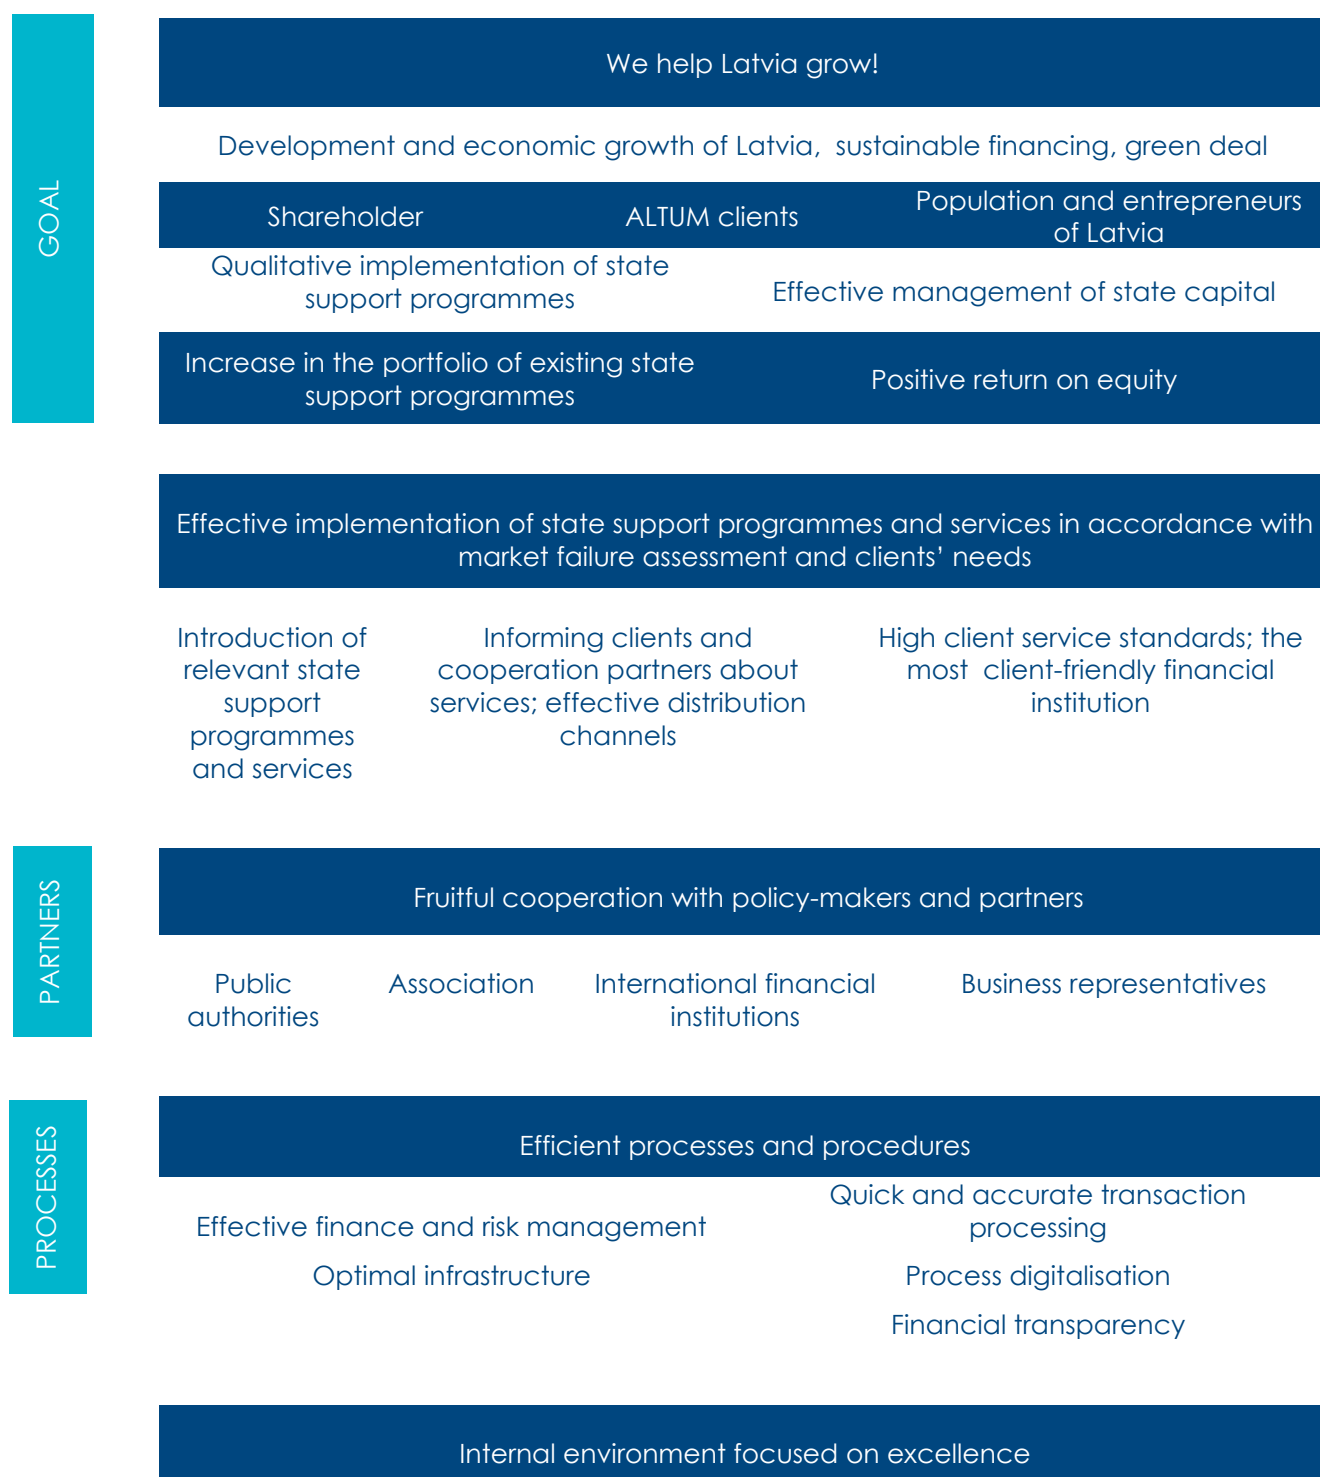 GOAL
We help Latvia grow!
Development and economic growth of Latvia, sustainable financing, green deal
Shareholder
ALTUM clients
Population and entrepreneurs
of Latvia
Qualitative implementation of state
support programmes
Effective management of state capital
Increase in the portfolio of existing state
support programmes
Positive return on equity
Effective implementation of state support programmes and services in accordance with
market failure assessment and clients’ needs
Introduction of
relevant state
support
programmes
and services
Informing clients and
cooperation partners about
services; effective distribution
channels
High client service standards; the
most client-friendly financial
institution
PARTNERS
Fruitful cooperation with policy-makers and partners
Public
authorities
Association
International financial
institutions
Business representatives
PROCESSES
Efficient processes and procedures
Effective finance and risk management
Optimal infrastructure
Quick and accurate transaction
processing
Process digitalisation
Financial transparency
Internal environment focused on excellence